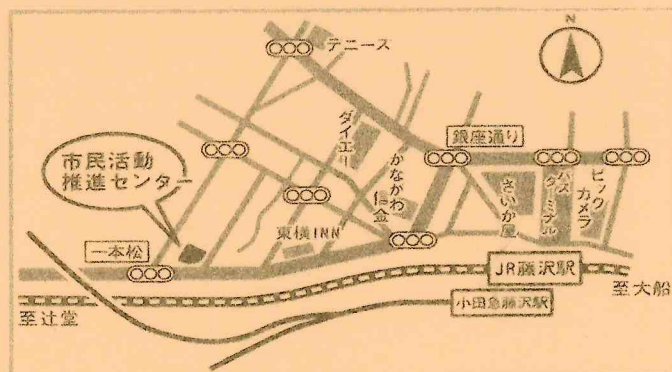 N
デニーズ
ダイエー
銀座通り
市民活動
推進センター
かながわ
信金
さいか屋
バス
ターミナル
ビック
カメラ
東横INN
一本松
JR藤沢駅
至大船
小田急藤沢駅
至辻堂